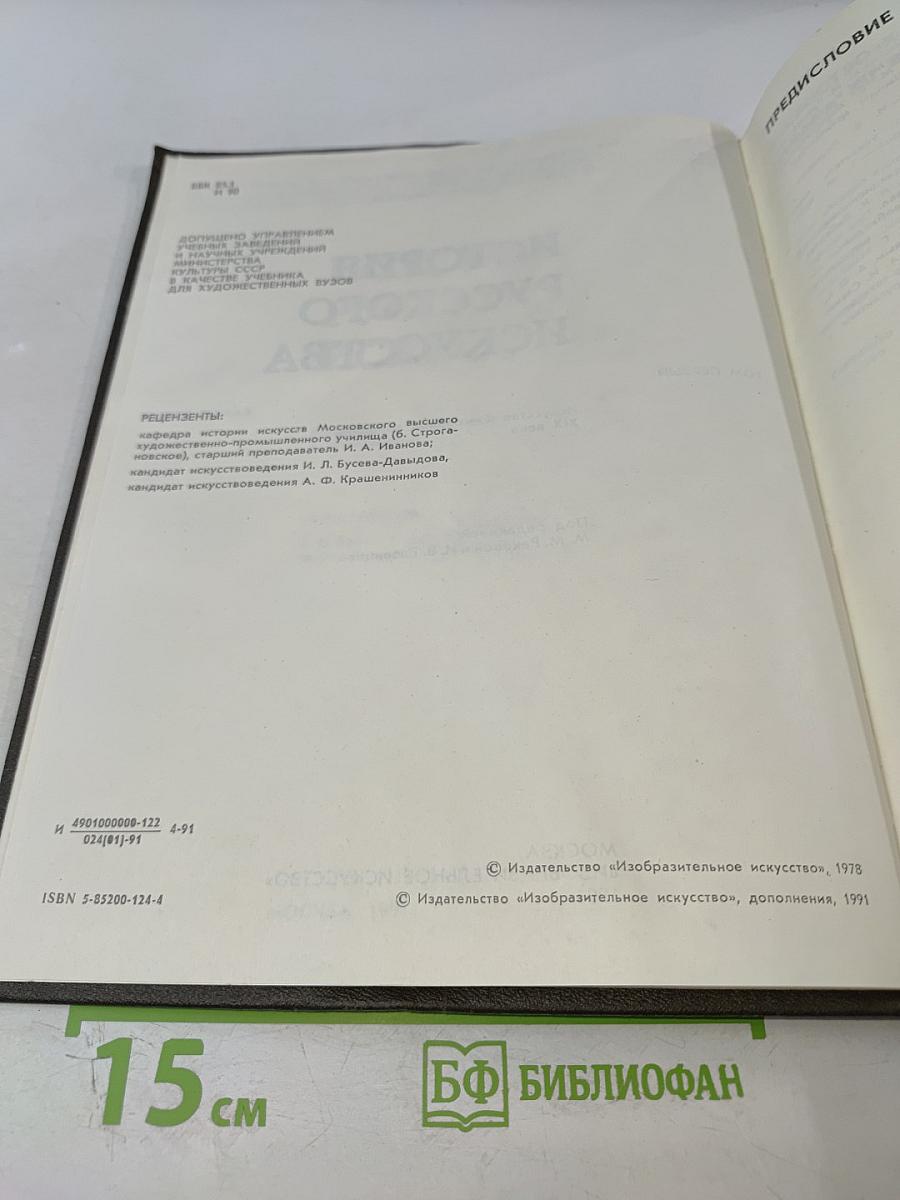 ББК 85.1
И 90
ДОПУЩЕНО УПРАВЛЕНИЕМ
УЧЕБНЫХ ЗАВЕДЕНИЙ
И НАУЧНЫХ УЧРЕЖДЕНИЙ
МИНИСТЕРСТВА
КУЛЬТУРЫ СССР
В КАЧЕСТВЕ УЧЕБНИКА
ДЛЯ ХУДОЖЕСТВЕННЫХ ВУЗОВ
РЕЦЕНЗЕНТЫ:
кафедра истории искусств Московского высшего
художественно-промышленного училища (б. Строга-
новское), старший преподаватель И. А. Иванова;
кандидат искусствоведения И. Л. Бусева-Давыдова,
кандидат искусствоведения А. Ф. Крашенинников
И 4901000000-122 4-91
024(01)-91
ISBN 5-85200-124-4
© Издательство «Изобразительное искусство», 1978
© Издательство «Изобразительное искусство», дополнения, 1991
ПРЕДИСЛОВИЕ
15 см
БФ БИБЛИОФАН